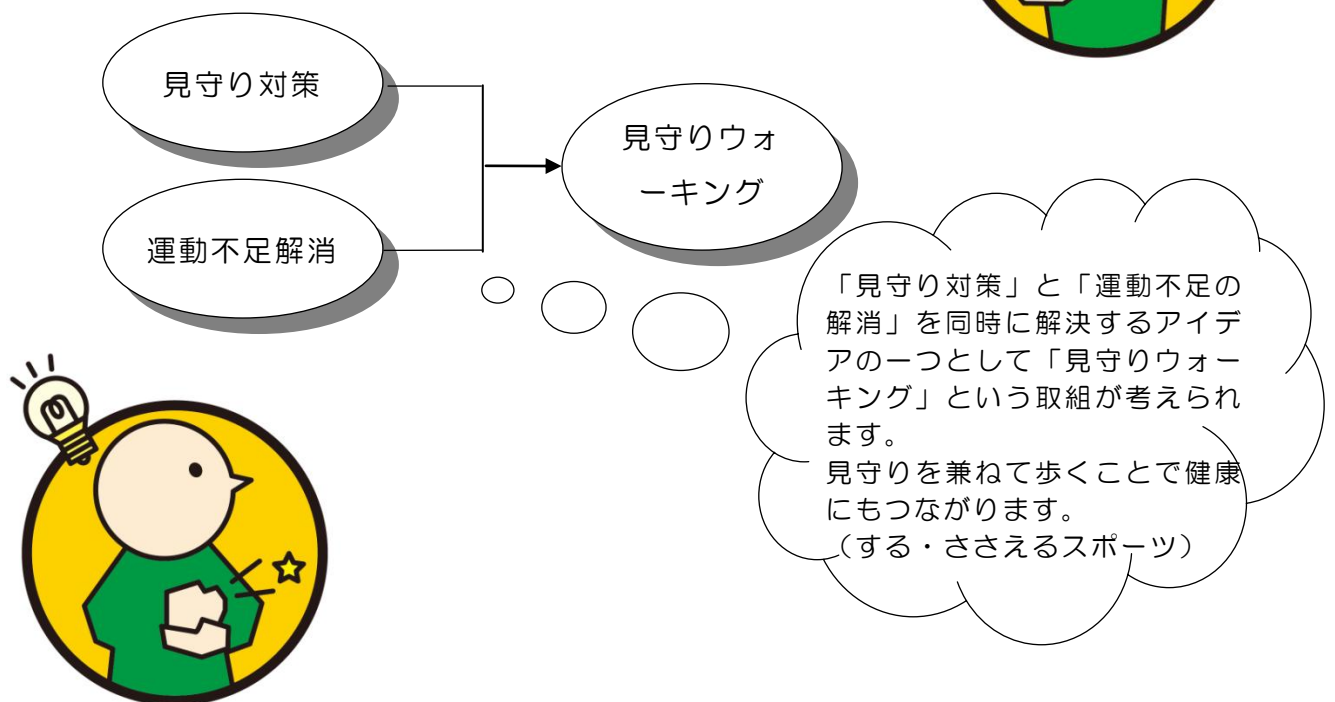 見守り対策
運動不足解消
見守りウォ
ーキング
「見守り対策」と「運動不足の
解消」を同時に解決するアイデ
アの一つとして「見守りウォー
キング」という取組が考えられ
ます。
見守りを兼ねて歩くことで健康
にもつながります。
（する・ささえるスポーツ）